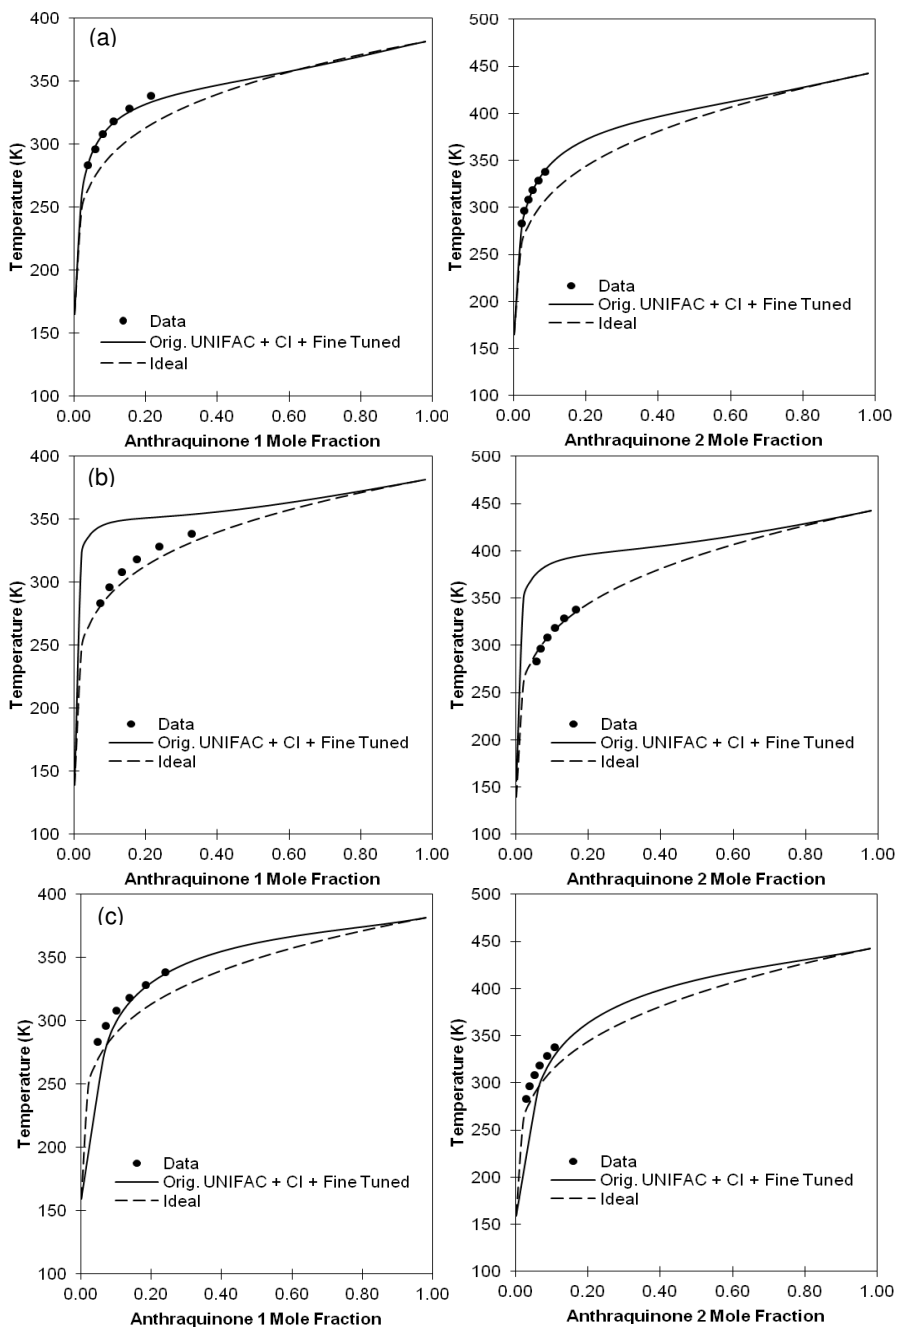 (a)
400
350
300
250
200
150
100
Temperature (K)
Data
Orig. UNIFAC + CI + Fine Tuned
Ideal
0.00 0.20 0.40 0.60 0.80 1.00
Anthraquinone 1 Mole Fraction
500
450
400
350
300
250
200
150
100
Temperature (K)
Data
Orig. UNIFAC + CI + Fine Tuned
Ideal
0.00 0.20 0.40 0.60 0.80 1.00
Anthraquinone 2 Mole Fraction
(b)
400
350
300
250
200
150
100
Temperature (K)
Data
Orig. UNIFAC + CI + Fine Tuned
Ideal
0.00 0.20 0.40 0.60 0.80 1.00
Anthraquinone 1 Mole Fraction
500
450
400
350
300
250
200
150
100
Temperature (K)
Data
Orig. UNIFAC + CI + Fine Tuned
Ideal
0.00 0.20 0.40 0.60 0.80 1.00
Anthraquinone 2 Mole Fraction
(c)
400
350
300
250
200
150
100
Temperature (K)
Data
Orig. UNIFAC + CI + Fine Tuned
Ideal
0.00 0.20 0.40 0.60 0.80 1.00
Anthraquinone 1 Mole Fraction
500
450
400
350
300
250
200
150
100
Temperature (K)
Data
Orig. UNIFAC + CI + Fine Tuned
Ideal
0.00 0.20 0.40 0.60 0.80 1.00
Anthraquinone 2 Mole Fraction